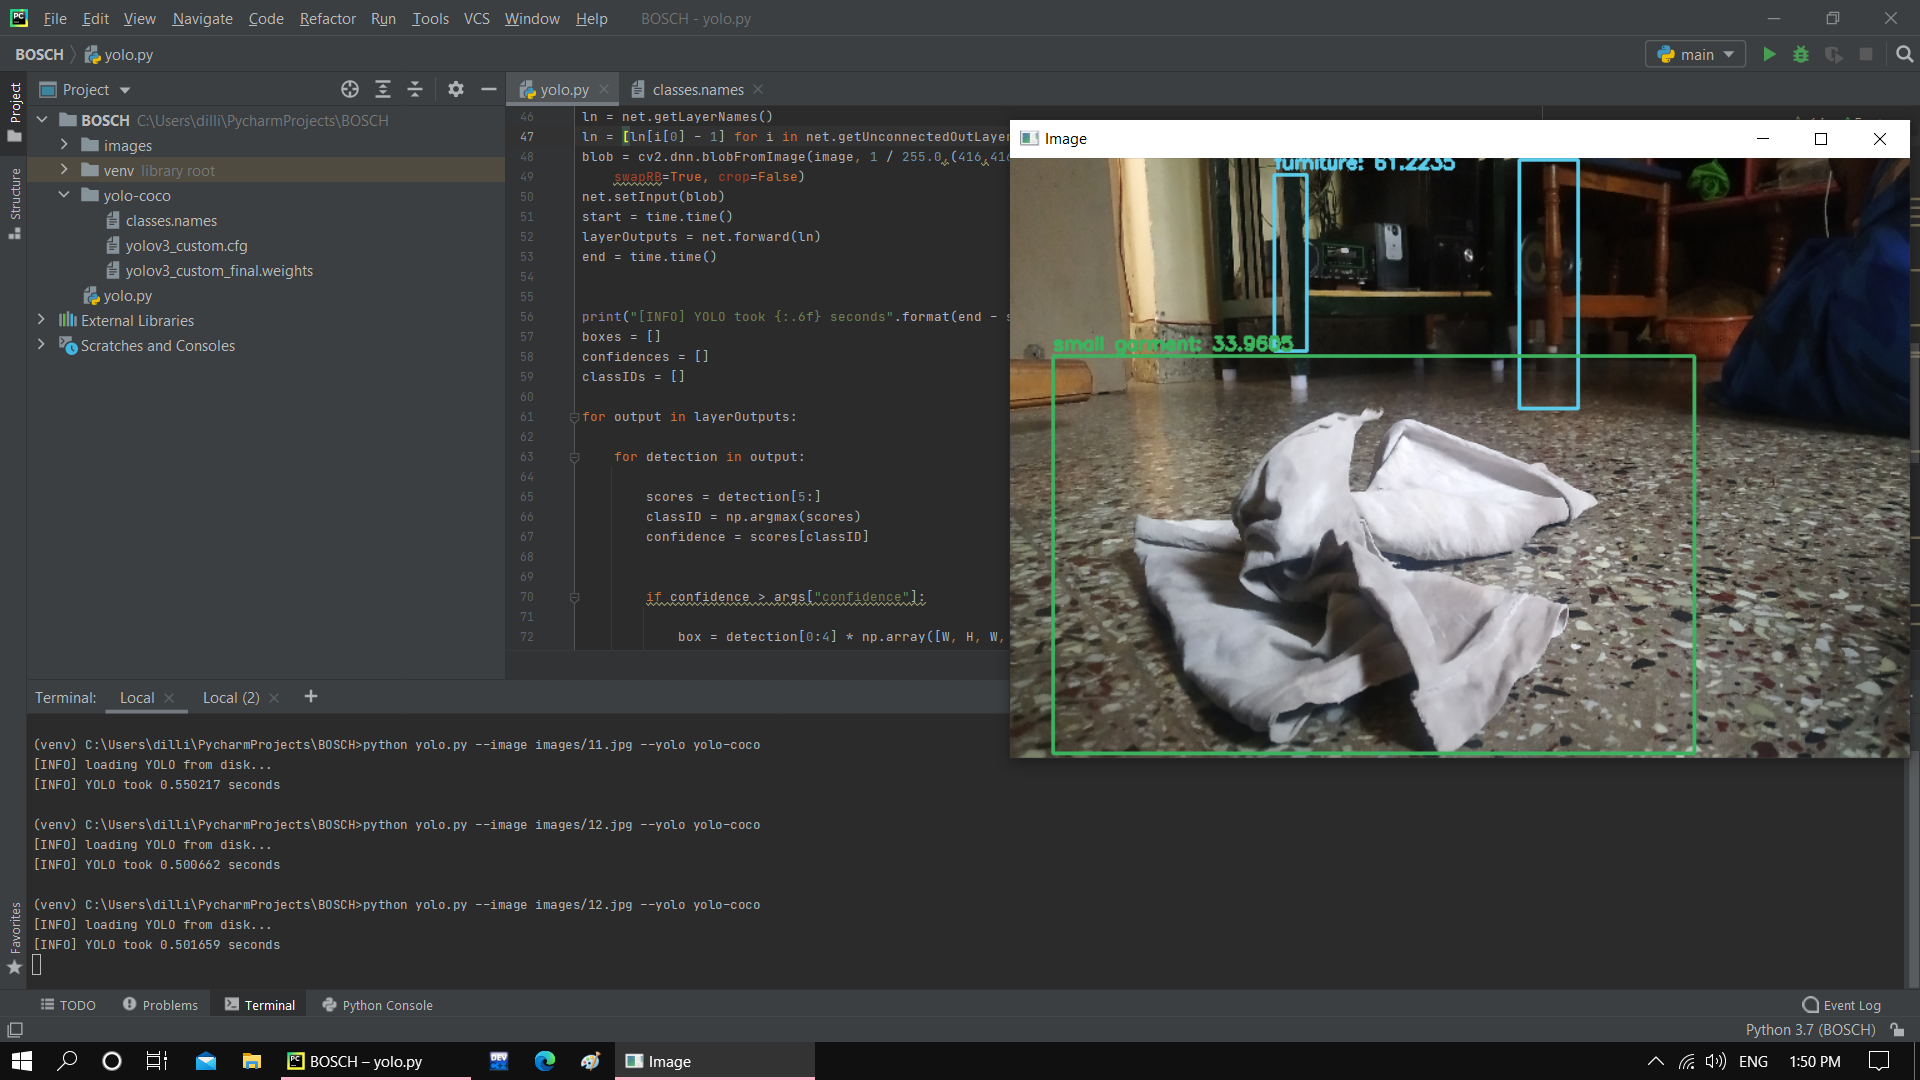 File Edit View Navigate Code Refactor Run Tools VCS Window Help BOSCH - yolo.py
BOSCH yolo.py
main
Project
Structure
Favorites
Project
BOSCH C:\Users\dilli\PycharmProjects\BOSCH
images
venv library root
yolo-coco
classes.names
yolov3_custom.cfg
yolov3_custom_final.weights
yolo.py
External Libraries
Scratches and Consoles
yolo.py classes.names
46 ln = net.getLayerNames()
47 ln = [ln[i[0] - 1] for i in net.getUnconnectedOutLayer
48 blob = cv2.dnn.blobFromImage(image, 1 / 255.0,(416,416
49 swapRB=True, crop=False)
50 net.setInput(blob)
51 start = time.time()
52 layerOutputs = net.forward(ln)
53 end = time.time()
54
55
56 print("[INFO] YOLO took {:.6f} seconds".format(end - s
57 boxes = []
58 confidences = []
59 classIDs = []
60
61 for output in layerOutputs:
62
63 for detection in output:
64
65 scores = detection[5:]
66 classID = np.argmax(scores)
67 confidence = scores[classID]
68
69
70 if confidence > args["confidence"]:
71
72 box = detection[0:4] * np.array([W, H, W,
Image
furniture: 61.2235
small garment: 33.9605
Terminal: Local Local (2) +
(venv) C:\Users\dilli\PycharmProjects\BOSCH>python yolo.py --image images/11.jpg --yolo yolo-coco
[INFO] loading YOLO from disk...
[INFO] YOLO took 0.550217 seconds
(venv) C:\Users\dilli\PycharmProjects\BOSCH>python yolo.py --image images/12.jpg --yolo yolo-coco
[INFO] loading YOLO from disk...
[INFO] YOLO took 0.500662 seconds
(venv) C:\Users\dilli\PycharmProjects\BOSCH>python yolo.py --image images/12.jpg --yolo yolo-coco
[INFO] loading YOLO from disk...
[INFO] YOLO took 0.501659 seconds
TODO Problems Terminal Python Console Event Log
Python 3.7 (BOSCH)
BOSCH – yolo.py DEV Image ENG 1:50 PM